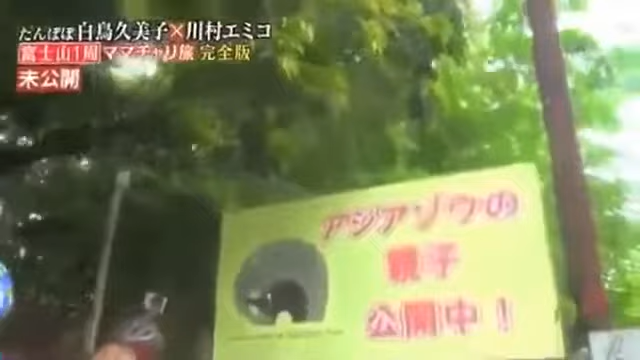 たんぽぽ白鳥久美子×川村エミコ
富士山1周 ママチャリ旅 完全版
未公開
アジアゾウの
親子
公開中！